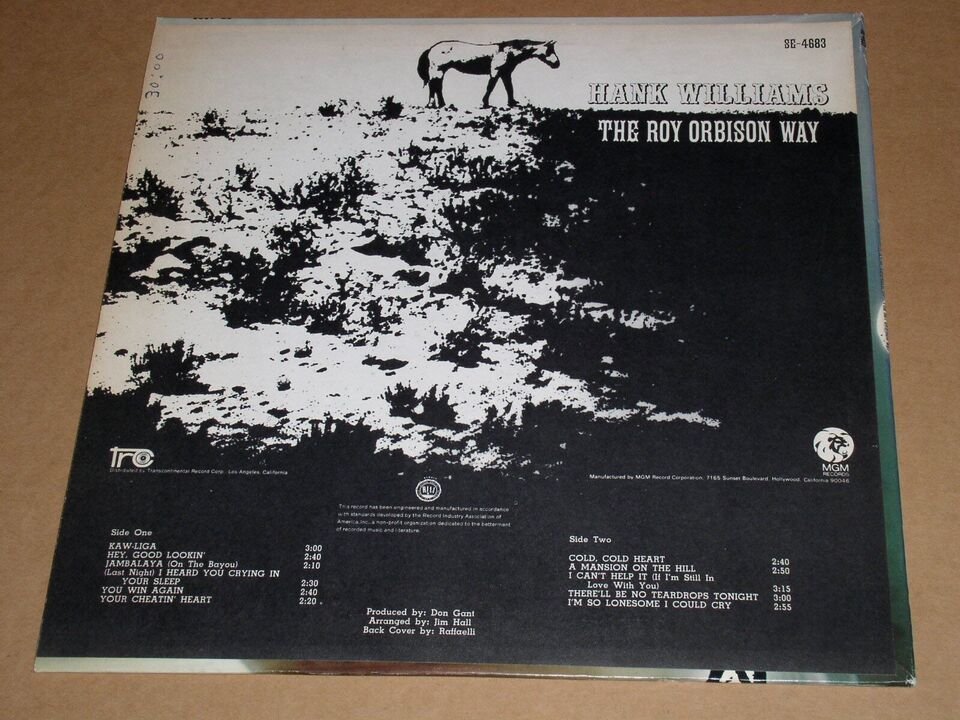 SE-4683
30:00
HANK WILLIAMS
THE ROY ORBISON WAY
trc
Distributed by Transcontinental Record Corp., Los Angeles, California
MGM
RECORDS
Manufactured by MGM Record Corporation, 7165 Sunset Boulevard, Hollywood, California 90046
This record has been engineered and manufactured in accordance
with standards developed by the Record Industry Association of
America, Inc., a non-profit organization dedicated to the betterment
of recorded music and literature.
Side One
KAW-LIGA 3:00
HEY, GOOD LOOKIN' 2:40
JAMBALAYA (On The Bayou) 2:10
(Last Night) I HEARD YOU CRYING IN
YOUR SLEEP 2:30
YOU WIN AGAIN 2:40
YOUR CHEATIN' HEART 2:20
Produced by: Don Gant
Arranged by: Jim Hall
Back Cover by: Raffaelli
Side Two
COLD, COLD HEART 2:40
A MANSION ON THE HILL 2:50
I CAN'T HELP IT (If I'm Still In
Love With You) 3:15
THERE'LL BE NO TEARDROPS TONIGHT 3:00
I'M SO LONESOME I COULD CRY 2:55